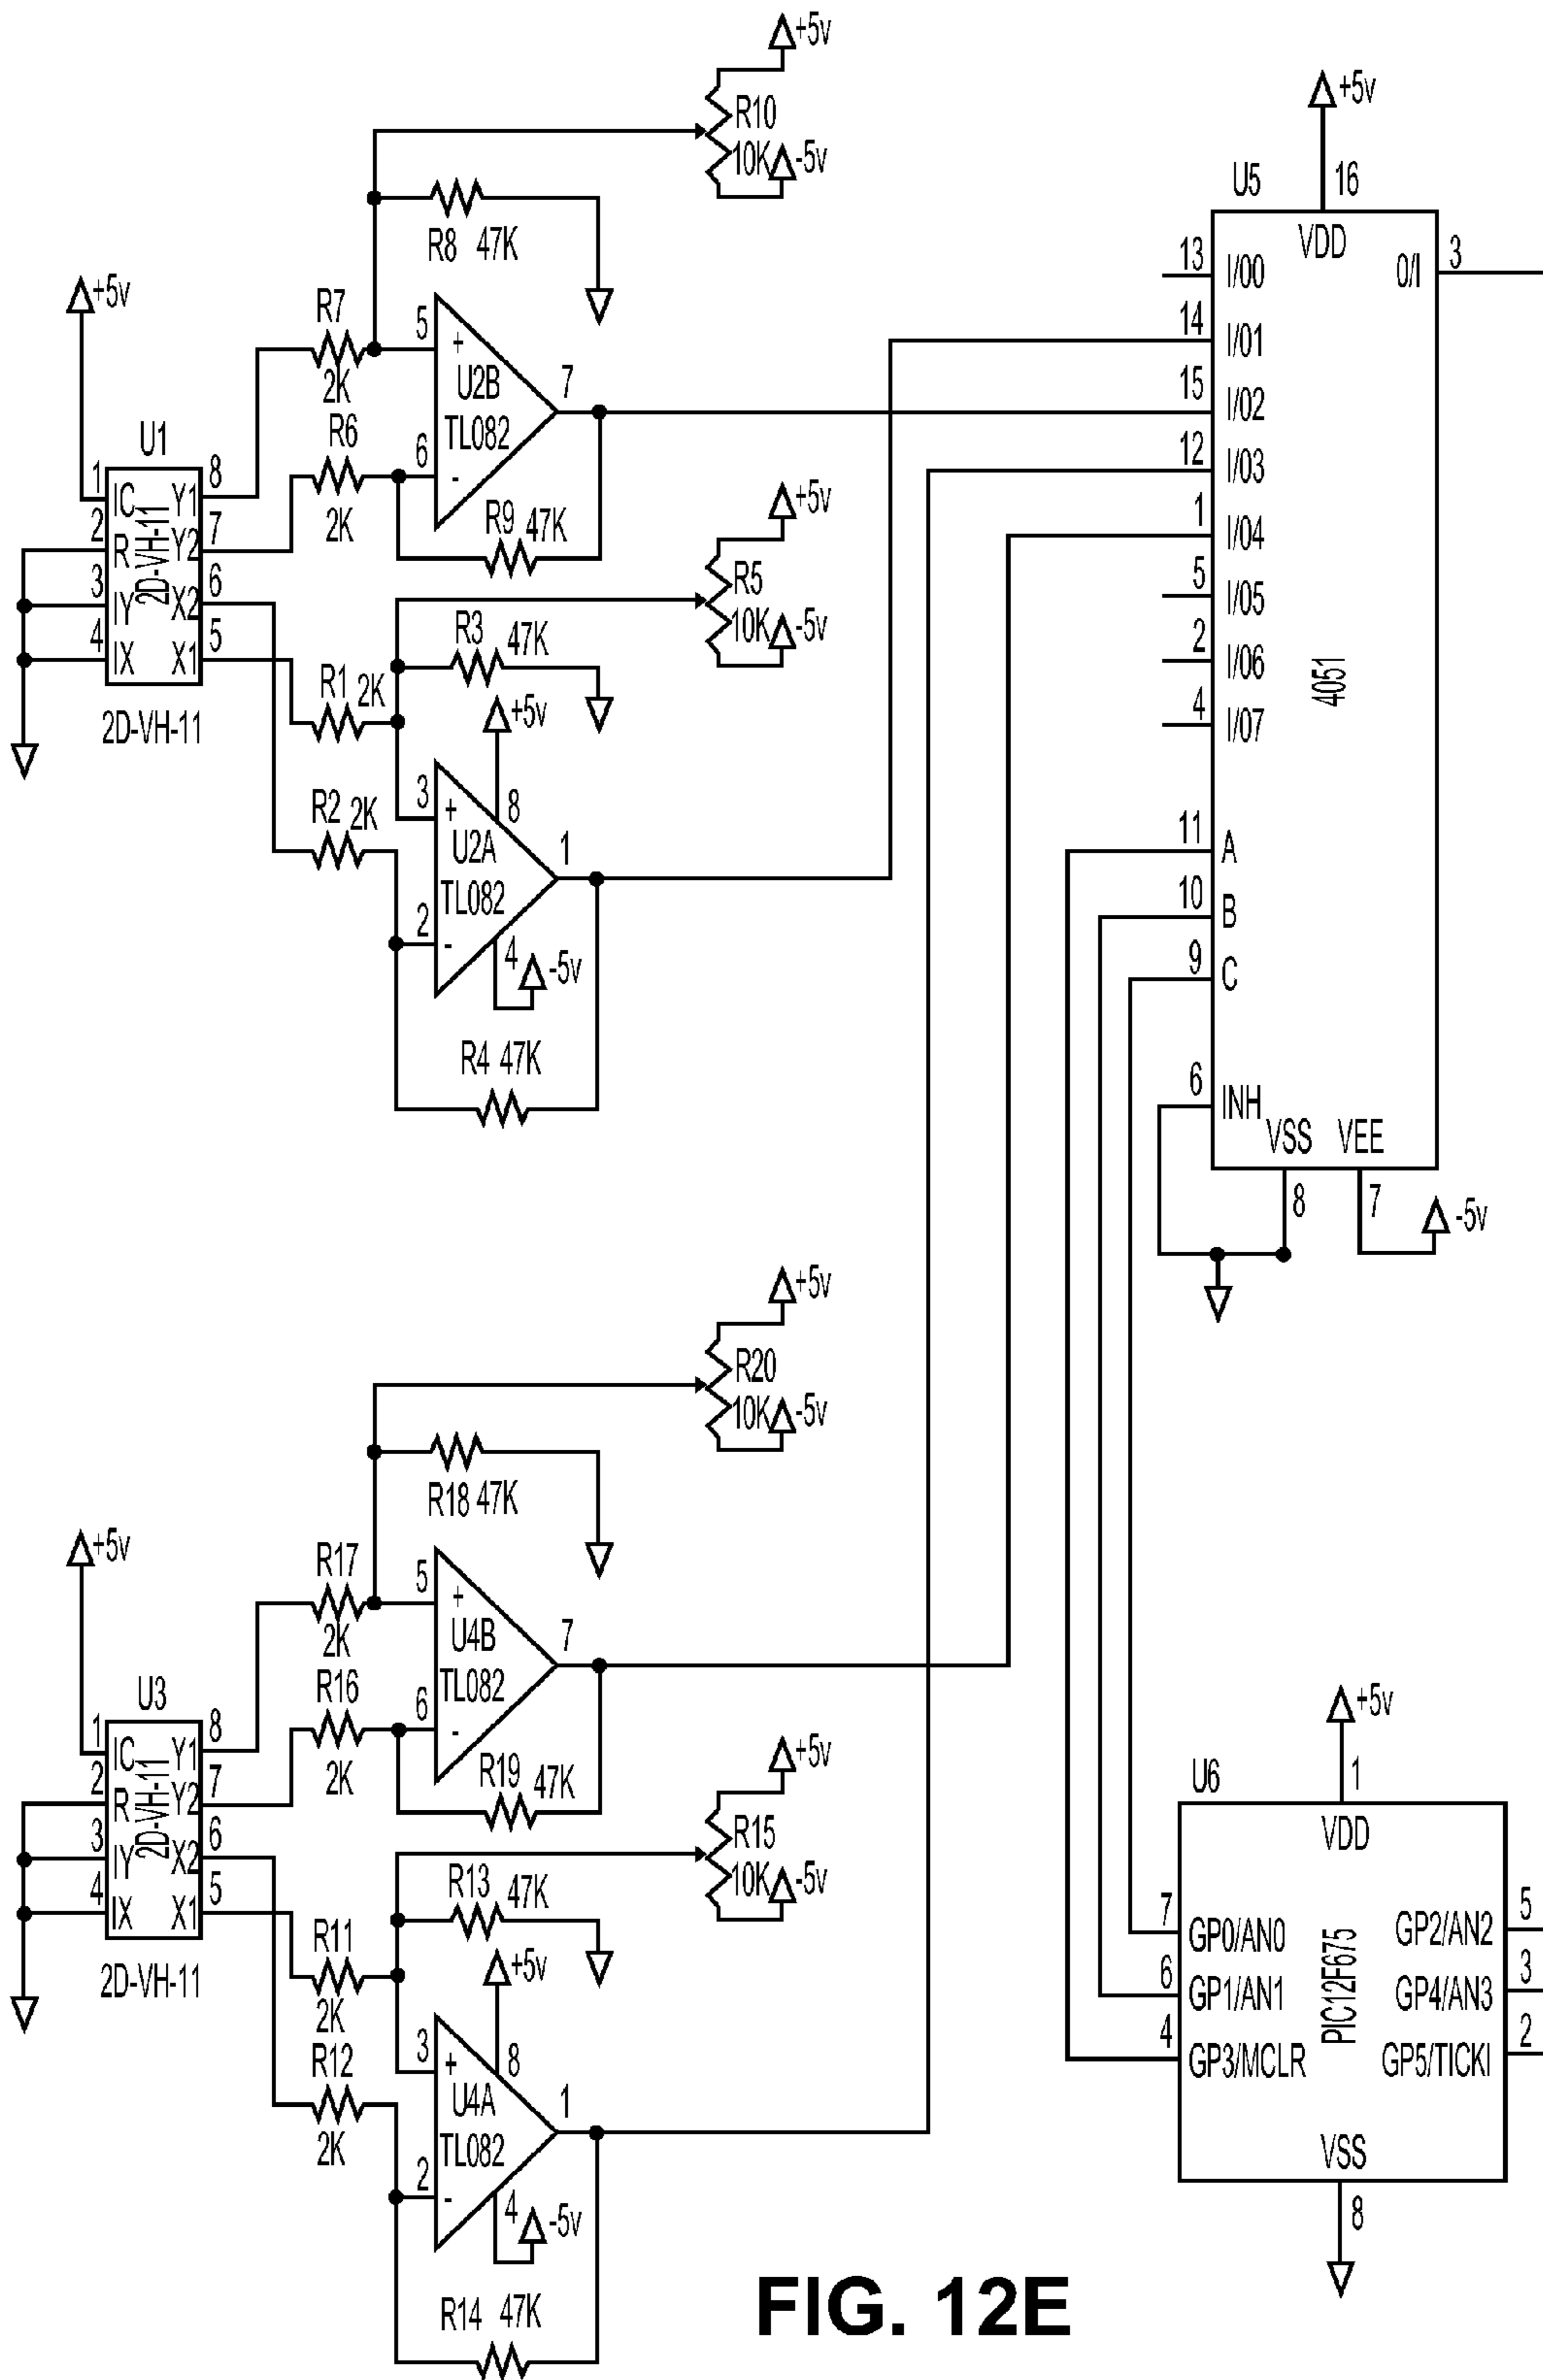 +5v
R10
10K
-5v
R8 47K
+5v
R7
2K
5
+
U2B
TL082
7
R6
2K
6
-
R9 47K
U1
1 IC Y1 8
2 R Y2 7
3 IY X2 6
4 IX X1 5
2D-VH-11
2D-VH-11
+5v
R5
10K
-5v
R3 47K
R1 2K
+5v
R2 2K
3
+
8
U2A
TL082
1
2
-
4
-5v
R4 47K
+5v
U5
16
VDD
13 I/00
0/I 3
14 I/01
15 I/02
12 I/03
1 I/04
5 I/05
2 I/06
4 I/07
4051
11 A
10 B
9 C
6 INH
VSS VEE
8
7
-5v
+5v
R20
10K
-5v
R18 47K
+5v
R17
2K
5
+
U4B
TL082
7
R16
2K
6
-
R19 47K
U3
1 IC Y1 8
2 R Y2 7
3 IY X2 6
4 IX X1 5
2D-VH-11
2D-VH-11
+5v
R15
10K
-5v
R13 47K
R11
2K
+5v
R12
2K
3
+
8
U4A
TL082
1
2
-
4
-5v
R14 47K
+5v
U6
1
VDD
7 GP0/AN0
6 GP1/AN1
4 GP3/MCLR
PIC12F675
GP2/AN2 5
GP4/AN3 3
GP5/TICKI 2
VSS
8
FIG. 12E